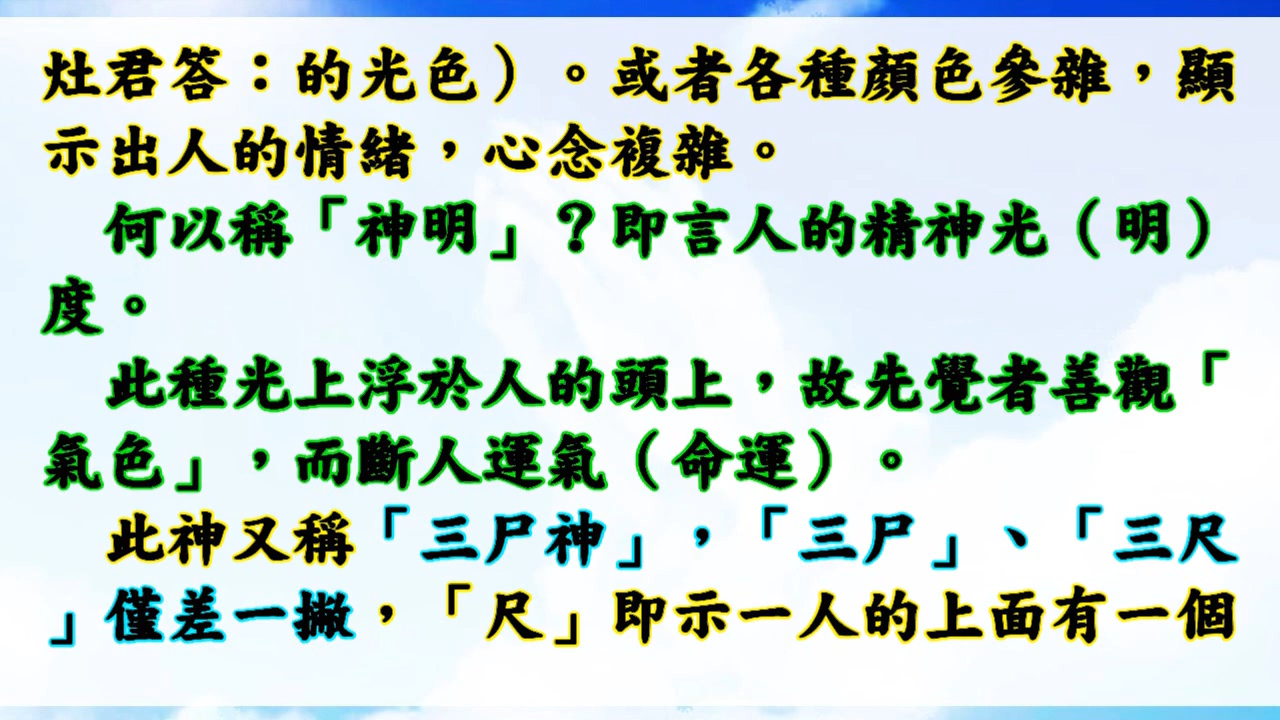 灶君答：的光色）。或者各種顏色參雜，顯
示出人的情緒，心念複雜。
何以稱「神明」？即言人的精神光（明）
度。
此種光上浮於人的頭上，故先覺者善觀「
氣色」，而斷人運氣（命運）。
此神又稱「三尸神」，「三尸」、「三尺
」僅差一撇，「尺」即示一人的上面有一個